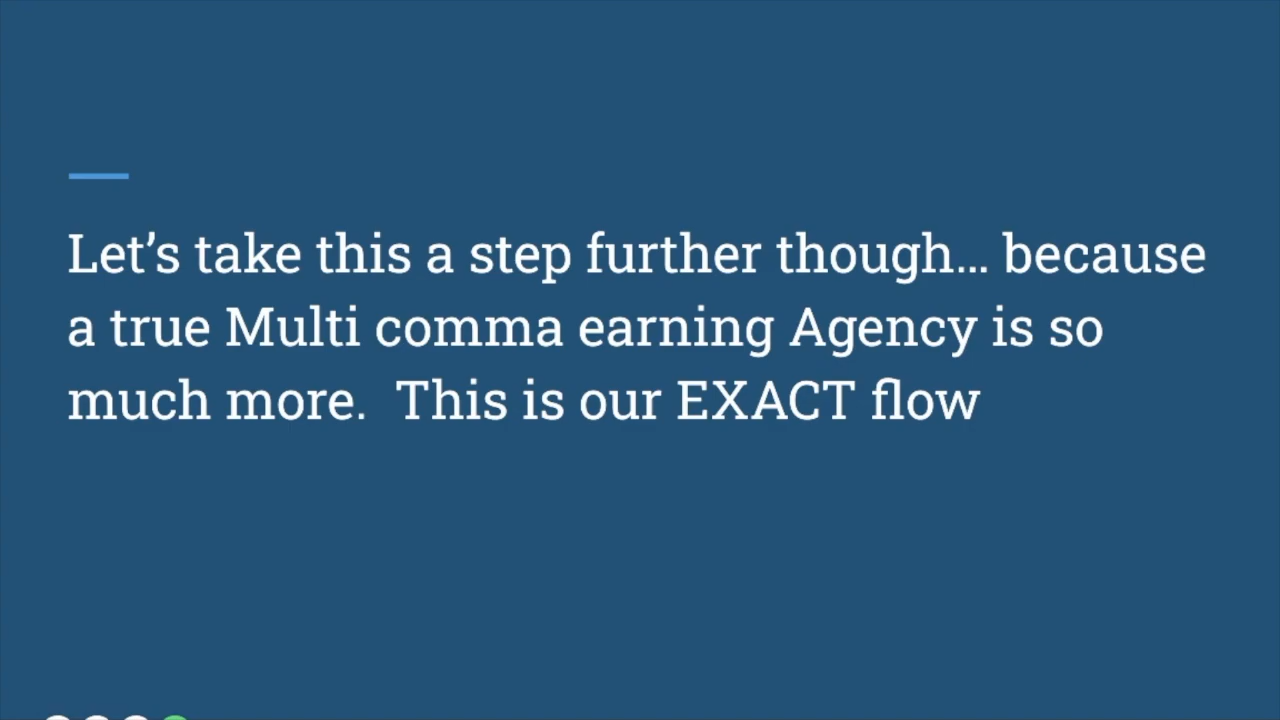 Let’s take this a step further though... because
a true Multi comma earning Agency is so
much more.  This is our EXACT flow